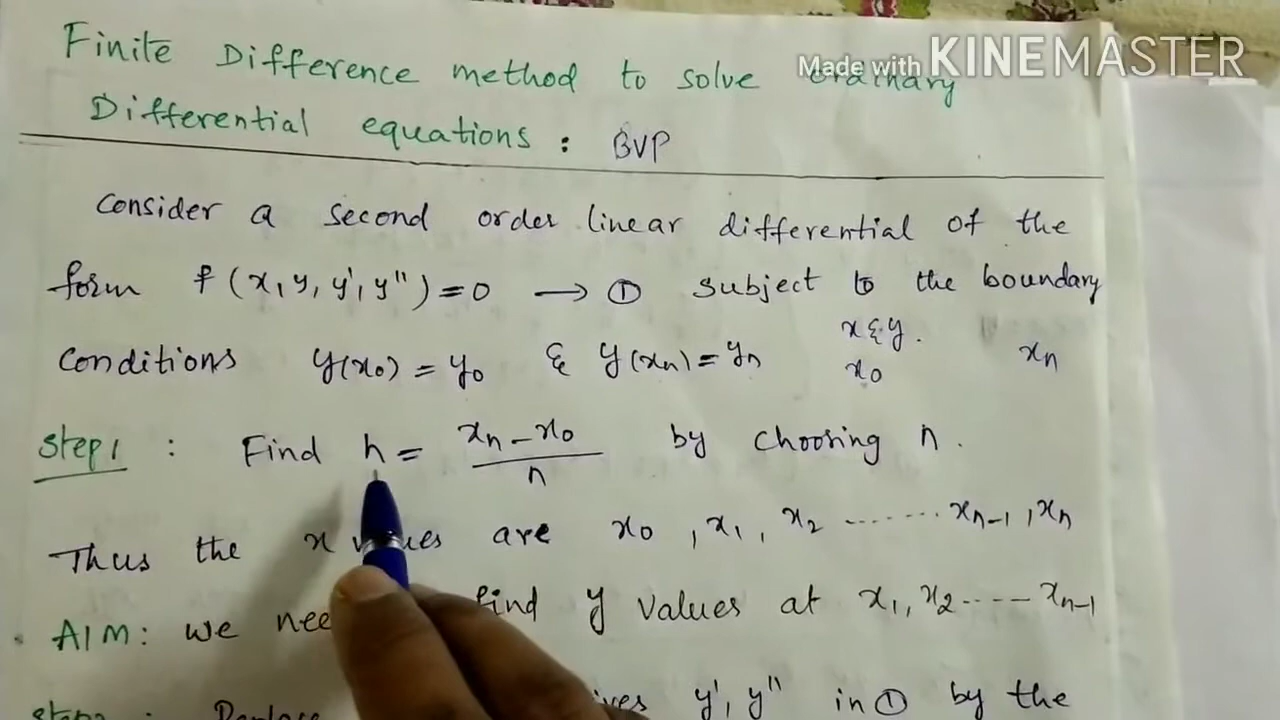 Finite Difference method to solve ordinary
Made with KINEMASTER
Differential equations : BVP
Consider a second order linear differential of the
form f(x, y, y', y'') = 0 → ① subject to the boundary
conditions y(x₀) = y₀ & y(xₙ) = yₙ
x & y.
x₀ xₙ
Step 1 : Find h = (xₙ - x₀)/n by choosing n.
Thus the x are x₀, x₁, x₂ ........ xₙ₋₁, xₙ
AIM: we find y values at x₁, x₂ ---- xₙ₋₁
y', y'' in ① by the